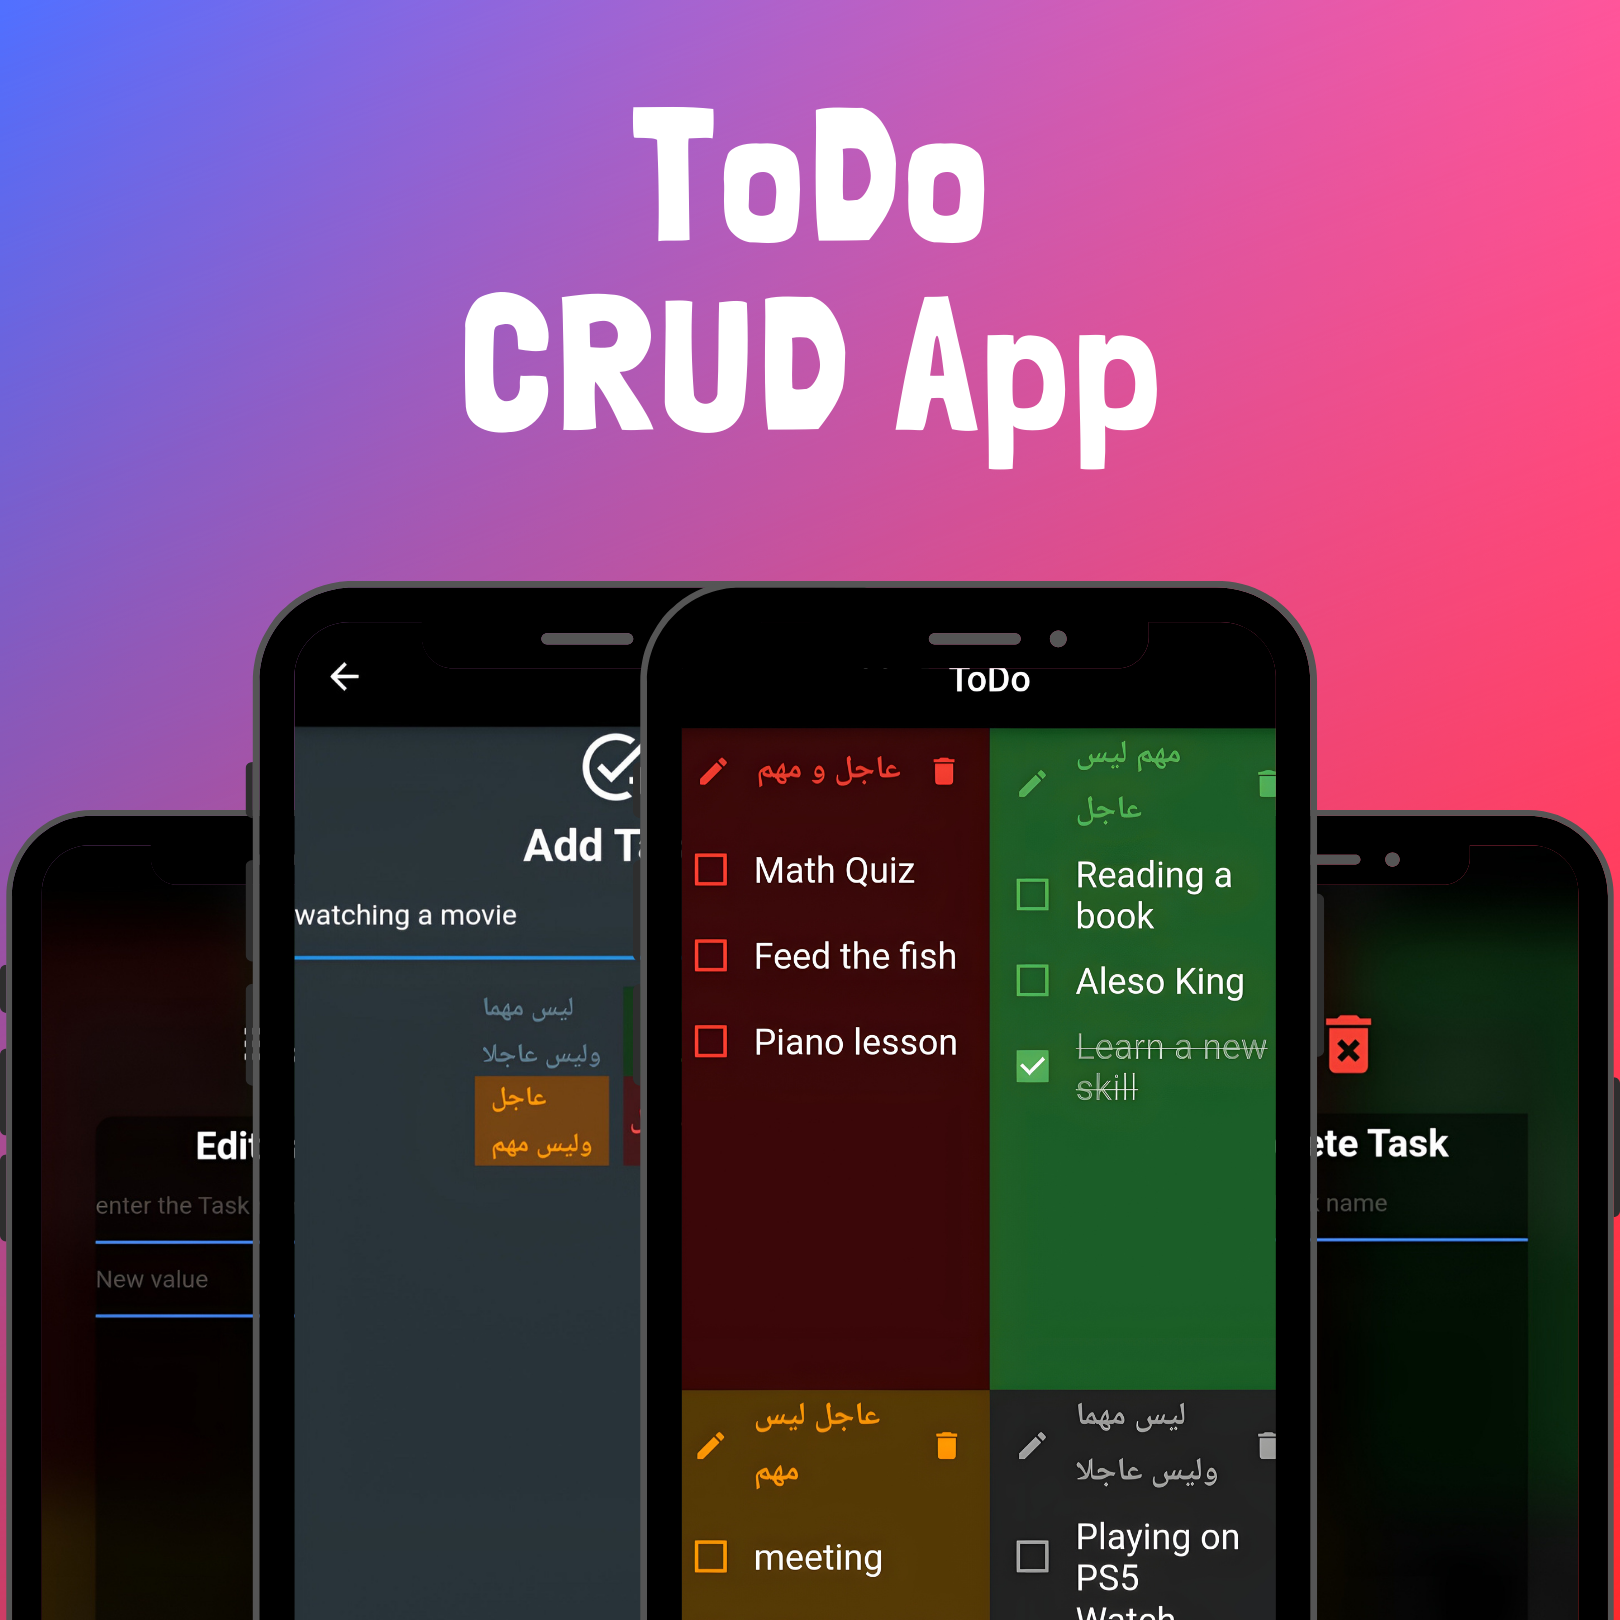 ToDo
CRUD App
ToDo
عاجل و مهم
Math Quiz
Feed the fish
Piano lesson
مهم ليس
عاجل
Reading a
book
Aleso King
Learn a new
skill
عاجل ليس
مهم
meeting
ليس مهما
وليس عاجلا
Playing on
PS5
Watch
Add
watching a movie
ليس مهما
وليس عاجلا
عاجل
وليس مهم
Edit
enter the Task
New value
Task
name